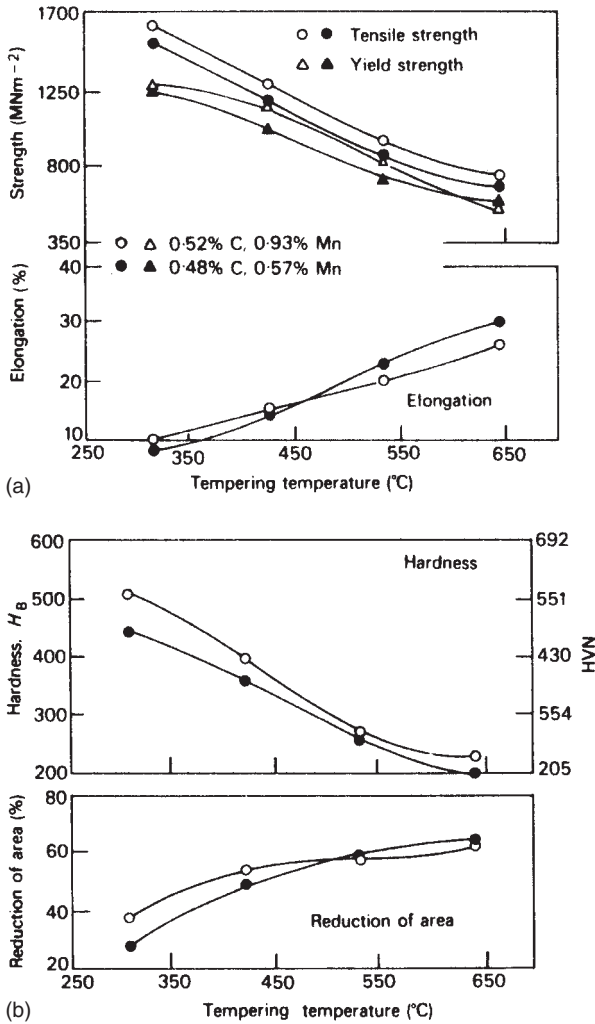 1700
1250
800
350
Strength (MNm⁻²)
Tensile strength
Yield strength
0·52% C, 0·93% Mn
0·48% C, 0·57% Mn
40
30
20
10
Elongation (%)
Elongation
250 350 450 550 650
(a)
Tempering temperature (°C)
600
500
400
300
200
Hardness. H_B
Hardness
692
551
430
554
205
HVN
80
60
40
20
Reduction of area (%)
Reduction of area
250 350 450 550 650
(b)
Tempering temperature (°C)